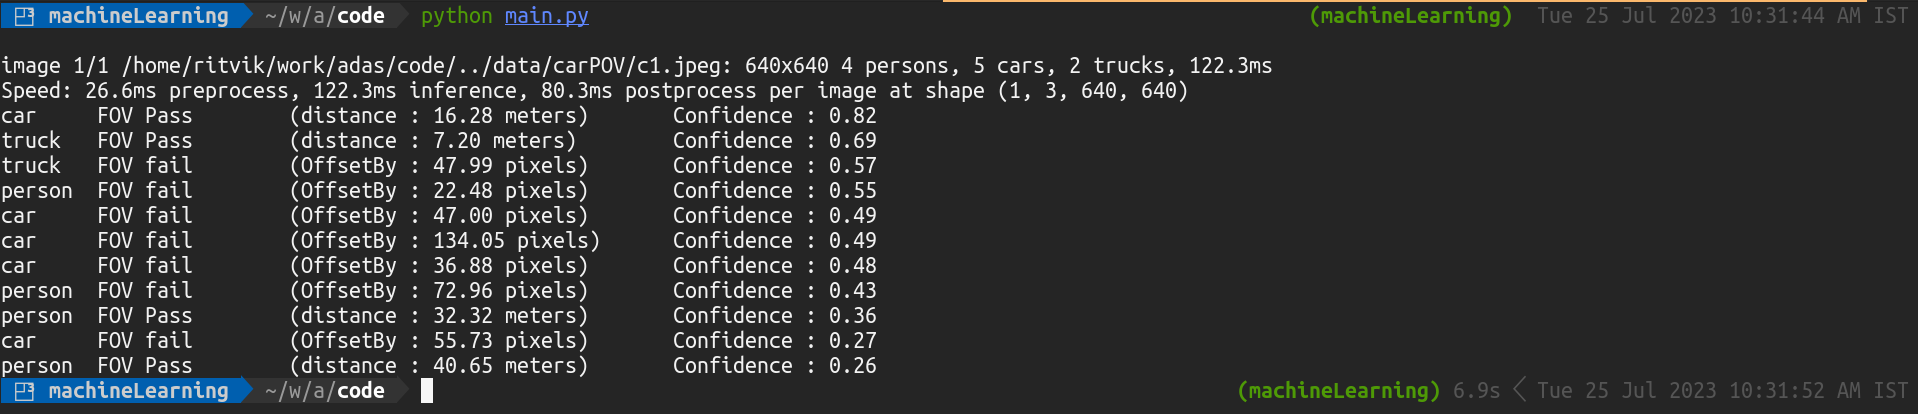 machineLearning ~/w/a/code python main.py (machineLearning) Tue 25 Jul 2023 10:31:44 AM IST
image 1/1 /home/ritvik/work/adas/code/../data/carPOV/c1.jpeg: 640x640 4 persons, 5 cars, 2 trucks, 122.3ms
Speed: 26.6ms preprocess, 122.3ms inference, 80.3ms postprocess per image at shape (1, 3, 640, 640)
car FOV Pass (distance : 16.28 meters) Confidence : 0.82
truck FOV Pass (distance : 7.20 meters) Confidence : 0.69
truck FOV fail (OffsetBy : 47.99 pixels) Confidence : 0.57
person FOV fail (OffsetBy : 22.48 pixels) Confidence : 0.55
car FOV fail (OffsetBy : 47.00 pixels) Confidence : 0.49
car FOV fail (OffsetBy : 134.05 pixels) Confidence : 0.49
car FOV fail (OffsetBy : 36.88 pixels) Confidence : 0.48
person FOV fail (OffsetBy : 72.96 pixels) Confidence : 0.43
person FOV Pass (distance : 32.32 meters) Confidence : 0.36
car FOV fail (OffsetBy : 55.73 pixels) Confidence : 0.27
person FOV Pass (distance : 40.65 meters) Confidence : 0.26
machineLearning ~/w/a/code (machineLearning) 6.9s Tue 25 Jul 2023 10:31:52 AM IST